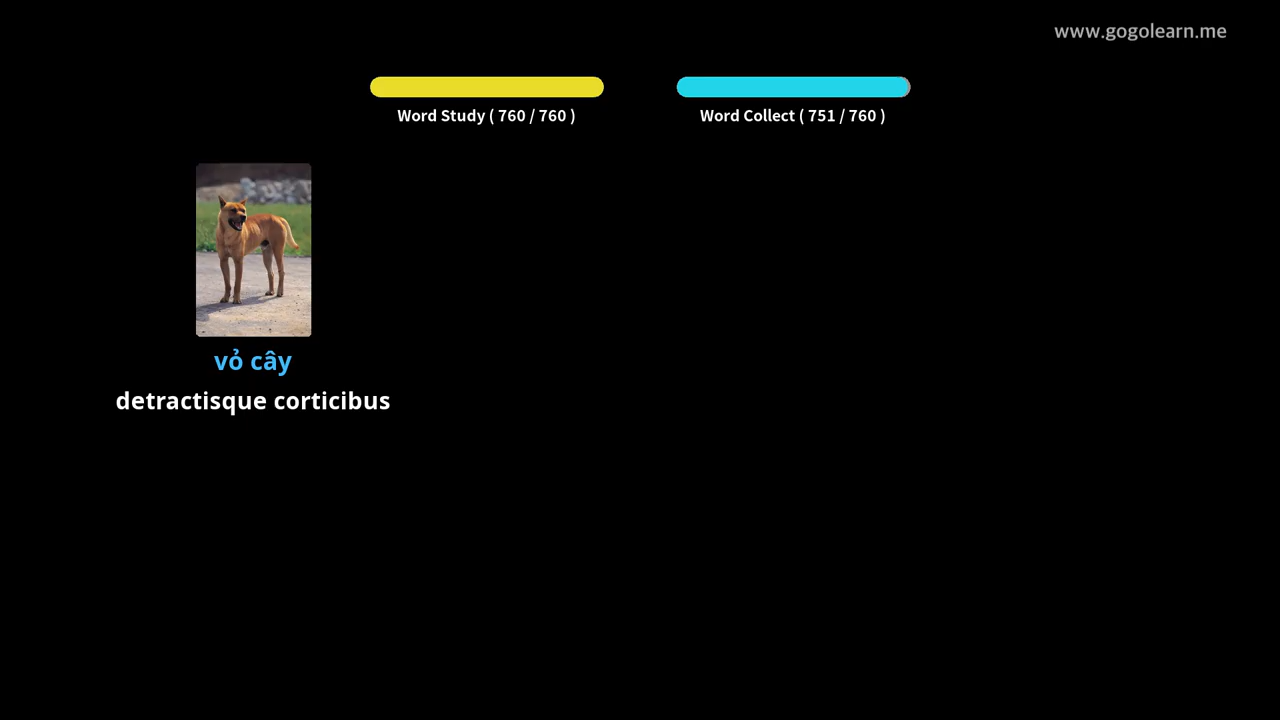 www.gogolearn.me
Word Study ( 760 / 760 )
Word Collect ( 751 / 760 )
vỏ cây
detractisque corticibus